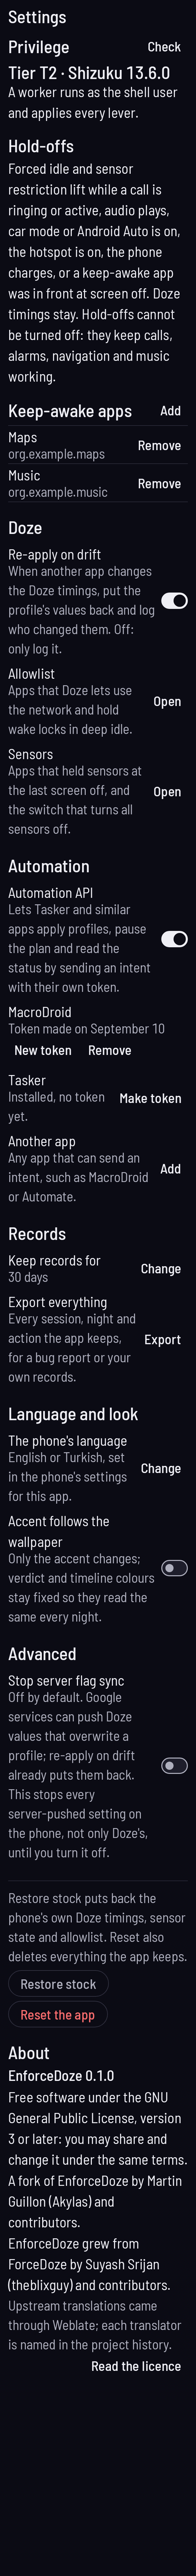 Settings
Privilege
Check
Tier T2 · Shizuku 13.6.0
A worker runs as the shell user
and applies every lever.
Hold-offs
Forced idle and sensor
restriction lift while a call is
ringing or active, audio plays,
car mode or Android Auto is on,
the hotspot is on, the phone
charges, or a keep-awake app
was in front at screen off. Doze
timings stay. Hold-offs cannot
be turned off: they keep calls,
alarms, navigation and music
working.
Keep-awake apps
Add
Maps
org.example.maps
Remove
Music
org.example.music
Remove
Doze
Re-apply on drift
When another app changes
the Doze timings, put the
profile's values back and log
who changed them. Off:
only log it.
Allowlist
Apps that Doze lets use
the network and hold
wake locks in deep idle.
Open
Sensors
Apps that held sensors at
the last screen off, and
the switch that turns all
sensors off.
Open
Automation
Automation API
Lets Tasker and similar
apps apply profiles, pause
the plan and read the
status by sending an intent
with their own token.
MacroDroid
Token made on September 10
New token
Remove
Tasker
Installed, no token
yet.
Make token
Another app
Any app that can send an
intent, such as MacroDroid
or Automate.
Add
Records
Keep records for
30 days
Change
Export everything
Every session, night and
action the app keeps,
for a bug report or your
own records.
Export
Language and look
The phone's language
English or Turkish, set
in the phone's settings
for this app.
Change
Accent follows the
wallpaper
Only the accent changes;
verdict and timeline colours
stay fixed so they read the
same every night.
Advanced
Stop server flag sync
Off by default. Google
services can push Doze
values that overwrite a
profile; re-apply on drift
already puts them back.
This stops every
server-pushed setting on
the phone, not only Doze's,
until you turn it off.
Restore stock puts back the
phone's own Doze timings, sensor
state and allowlist. Reset also
deletes everything the app keeps.
Restore stock
Reset the app
About
EnforceDoze 0.1.0
Free software under the GNU
General Public License, version
3 or later: you may share and
change it under the same terms.
A fork of EnforceDoze by Martin
Guillon (Akylas) and
contributors.
EnforceDoze grew from
ForceDoze by Suyash Srijan
(theblixguy) and contributors.
Upstream translations came
through Weblate; each translator
is named in the project history.
Read the licence